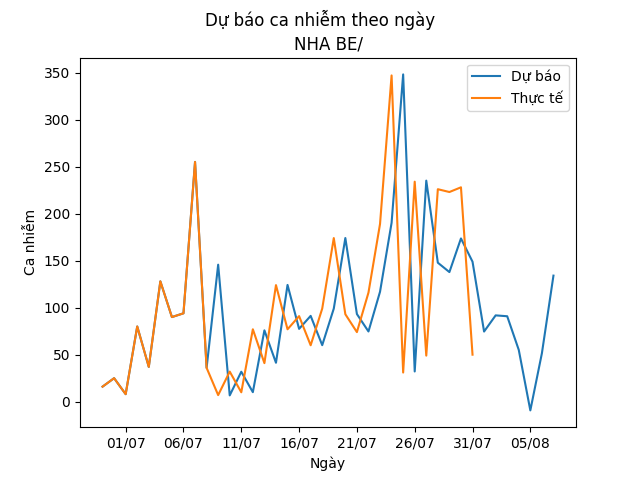 Dự báo ca nhiễm theo ngày
NHA BE/
Ca nhiễm
350
300
250
200
150
100
50
0
Dự báo
Thực tế
01/07
06/07
11/07
16/07
21/07
26/07
31/07
05/08
Ngày